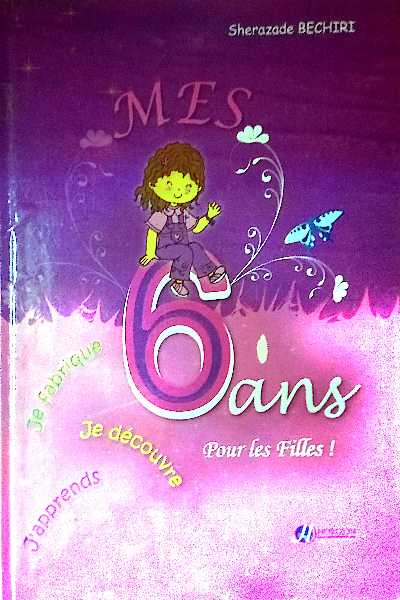 Sherazade BECHIRI
MES
6 ans
Je fabrique
Je découvre
J'apprends
Pour les Filles !